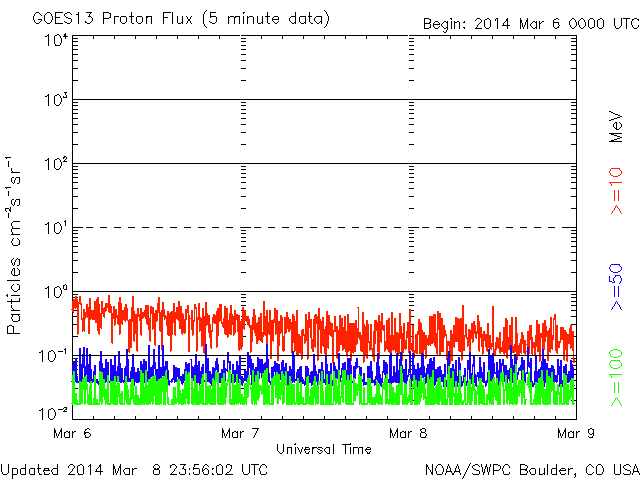 GOES13 Proton Flux (5 minute data)
Begin: 2014 Mar 6 0000 UTC
10⁴
10³
10²
10¹
10⁰
10⁻¹
10⁻²
Particles cm⁻²s⁻¹sr⁻¹
MeV
>=10
>=50
>=100
Mar 6
Mar 7
Mar 8
Mar 9
Universal Time
Updated 2014 Mar 8 23:56:02 UTC
NOAA/SWPC Boulder, CO USA